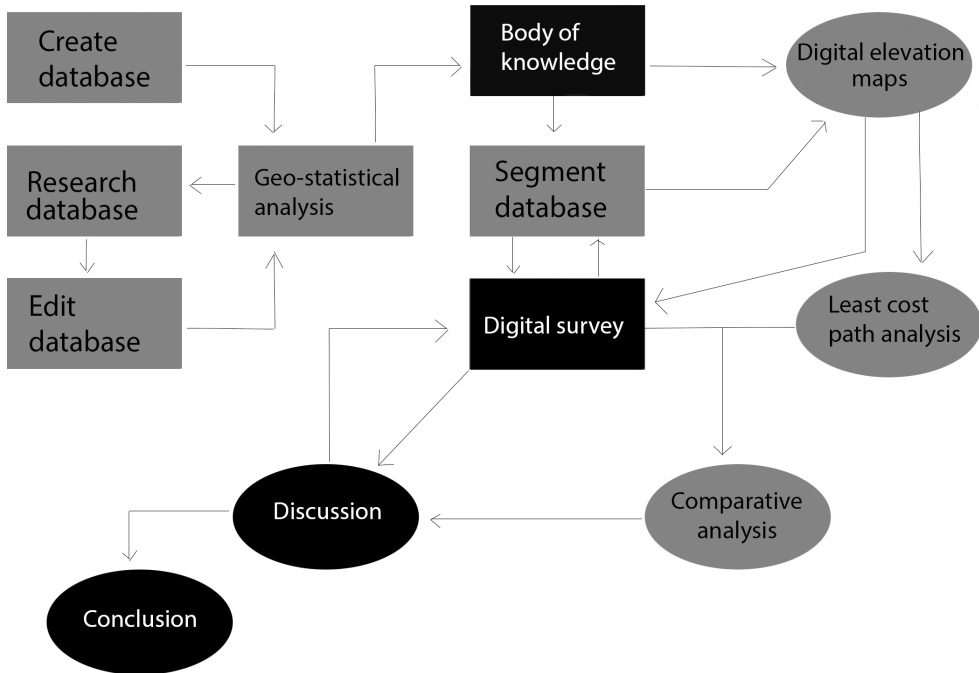 Create
database
Body of
knowledge
Digital elevation
maps
Research
database
Geo-statistical
analysis
Segment
database
Edit
database
Digital survey
Least cost
path analysis
Discussion
Comparative
analysis
Conclusion